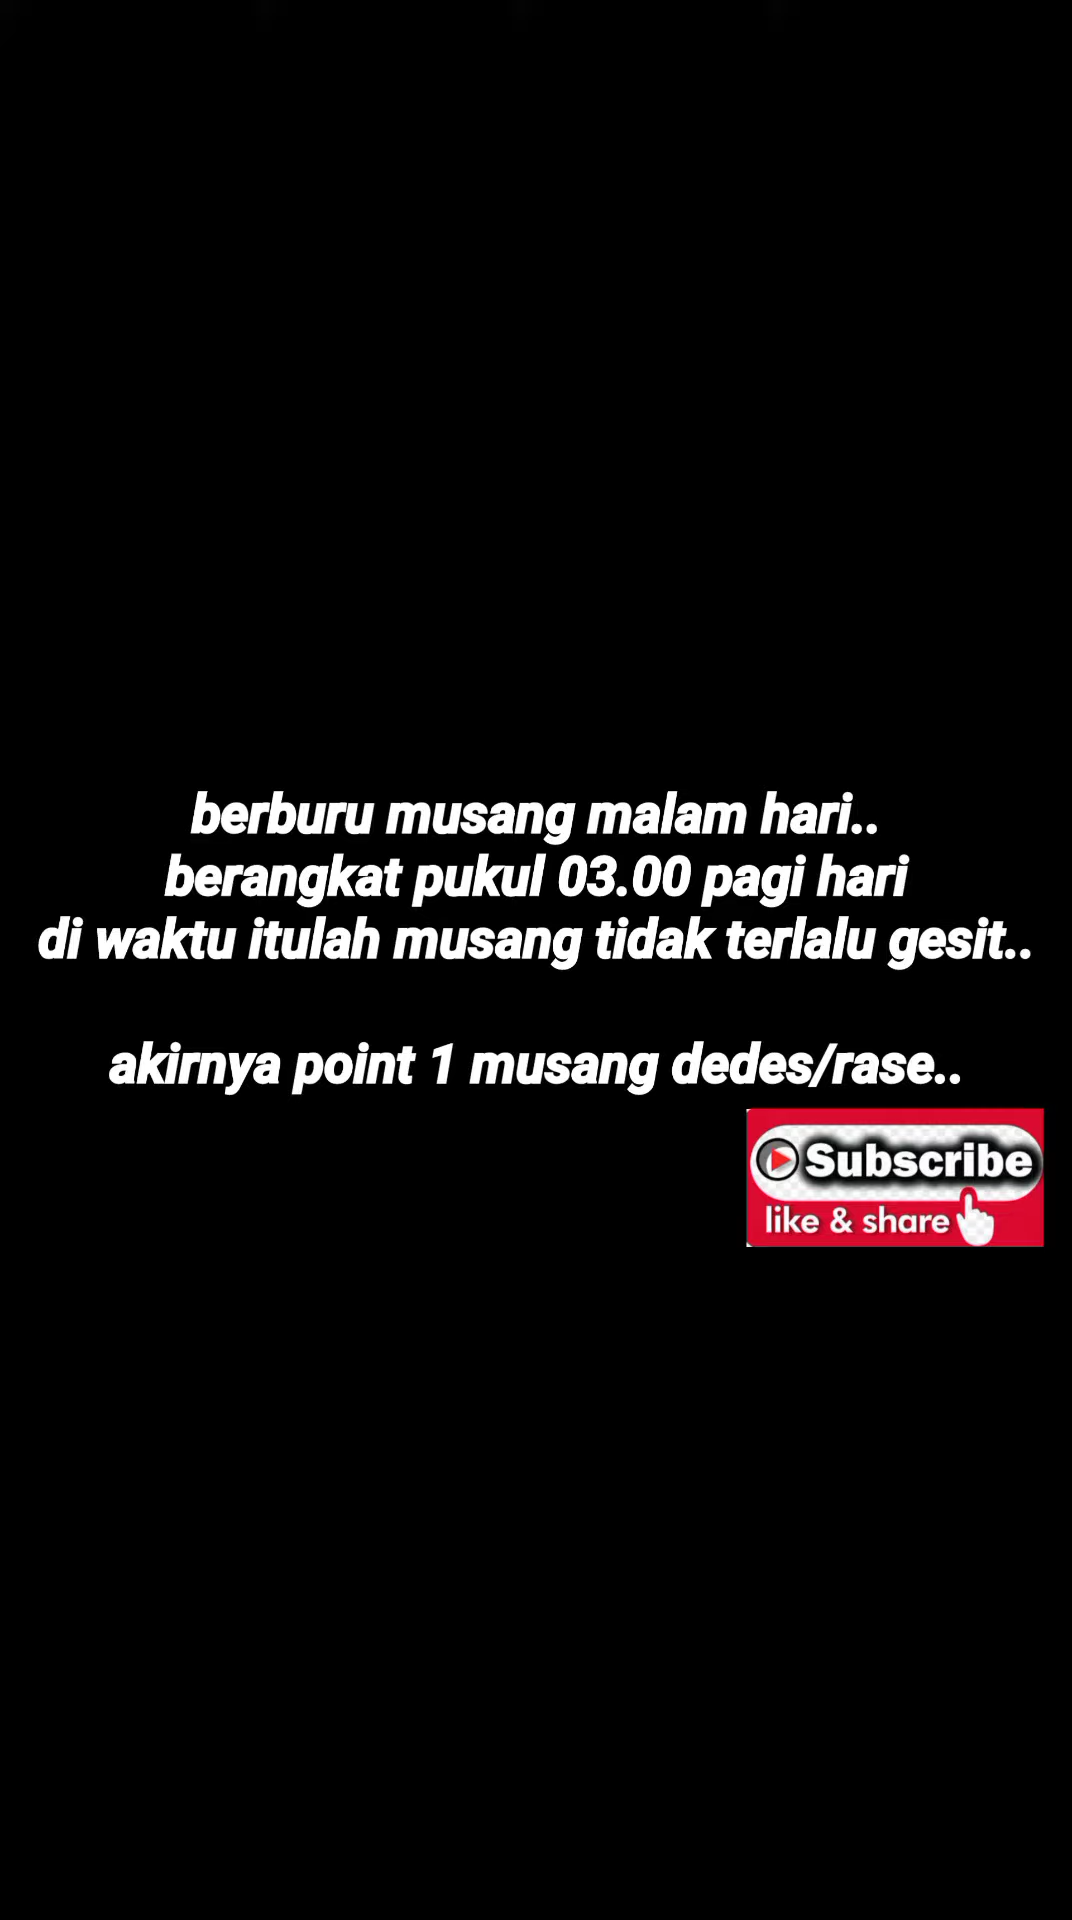 berburu musang malam hari..
berangkat pukul 03.00 pagi hari
di waktu itulah musang tidak terlalu gesit..
akirnya point 1 musang dedes/rase..
Subscribe
like & share